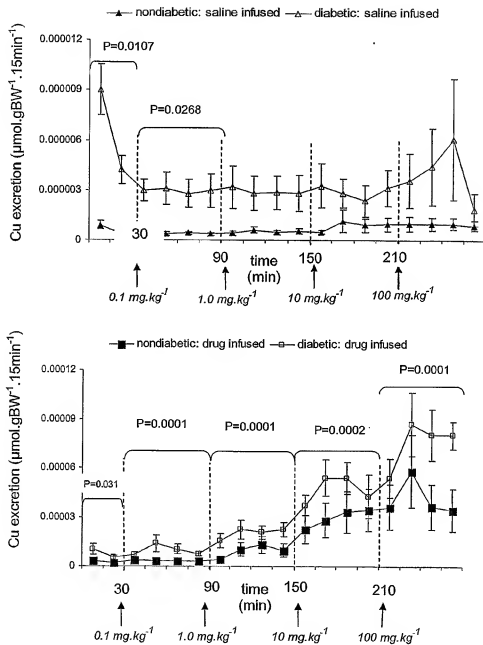 nondiabetic: saline infused diabetic: saline infused
Cu excretion (µmol.gBW⁻¹.15min⁻¹)
0.000012
0.000009
0.000006
0.000003
0
P=0.0107
P=0.0268
30
90
time
(min)
150
210
0.1 mg.kg⁻¹
1.0 mg.kg⁻¹
10 mg.kg⁻¹
100 mg.kg⁻¹
nondiabetic: drug infused diabetic: drug infused
Cu excretion (µmol.gBW⁻¹.15min⁻¹)
0.00012
0.00009
0.00006
0.00003
0
P=0.031
P=0.0001
P=0.0001
P=0.0002
P=0.0001
30
90
time
(min)
150
210
0.1 mg.kg⁻¹
1.0 mg.kg⁻¹
10 mg.kg⁻¹
100 mg.kg⁻¹